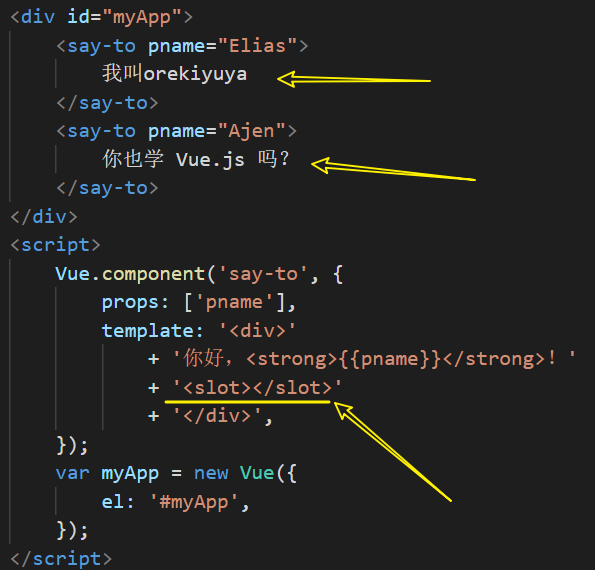 <div id="myApp">
<say-to pname="Elias">
我叫orekiyuya
</say-to>
<say-to pname="Ajen">
你也学 Vue.js 吗?
</say-to>
</div>
<script>
Vue.component('say-to', {
props: ['pname'],
template: '<div>'
+ '你好，<strong>{{pname}}</strong>! '
+ '<slot></slot>'
+ '</div>',
});
var myApp = new Vue({
el: '#myApp',
});
</script>